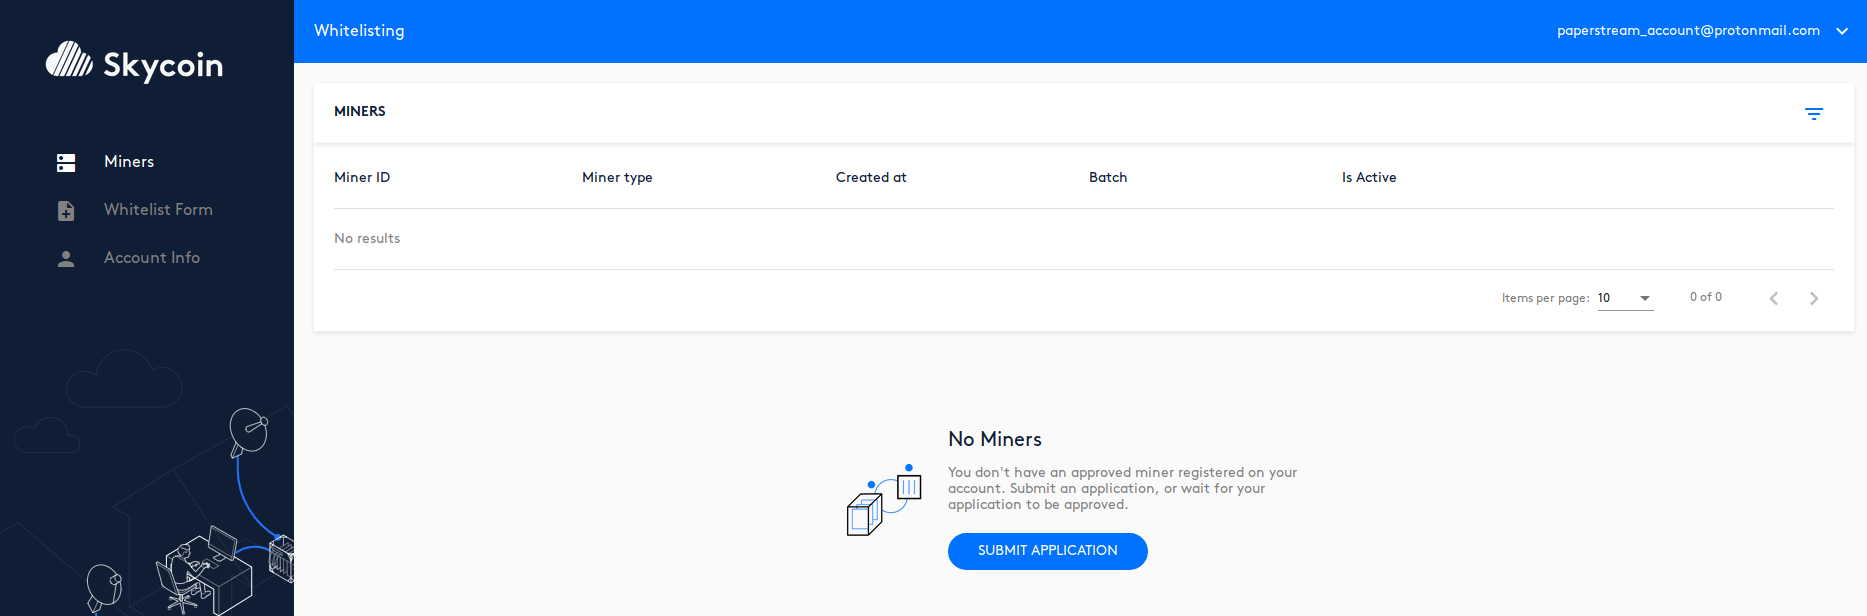 Skycoin
Miners
Whitelist Form
Account Info
Whitelisting
paperstream_account@protonmail.com
MINERS
Miner ID Miner type Created at Batch Is Active
No results
Items per page: 10 0 of 0
No Miners
You don't have an approved miner registered on your
account. Submit an application, or wait for your
application to be approved.
SUBMIT APPLICATION